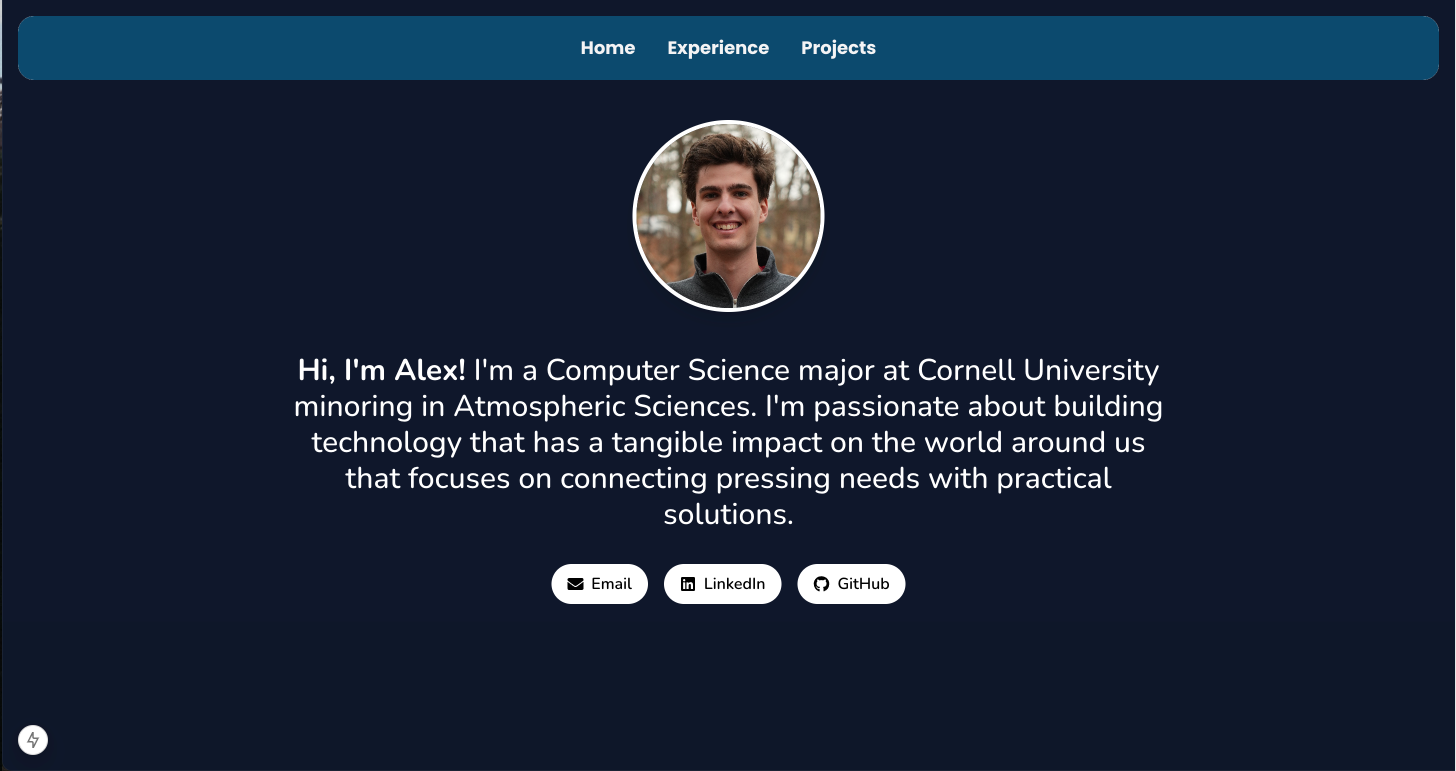 Home Experience Projects
Hi, I'm Alex! I'm a Computer Science major at Cornell University
minoring in Atmospheric Sciences. I'm passionate about building
technology that has a tangible impact on the world around us
that focuses on connecting pressing needs with practical
solutions.
Email LinkedIn GitHub